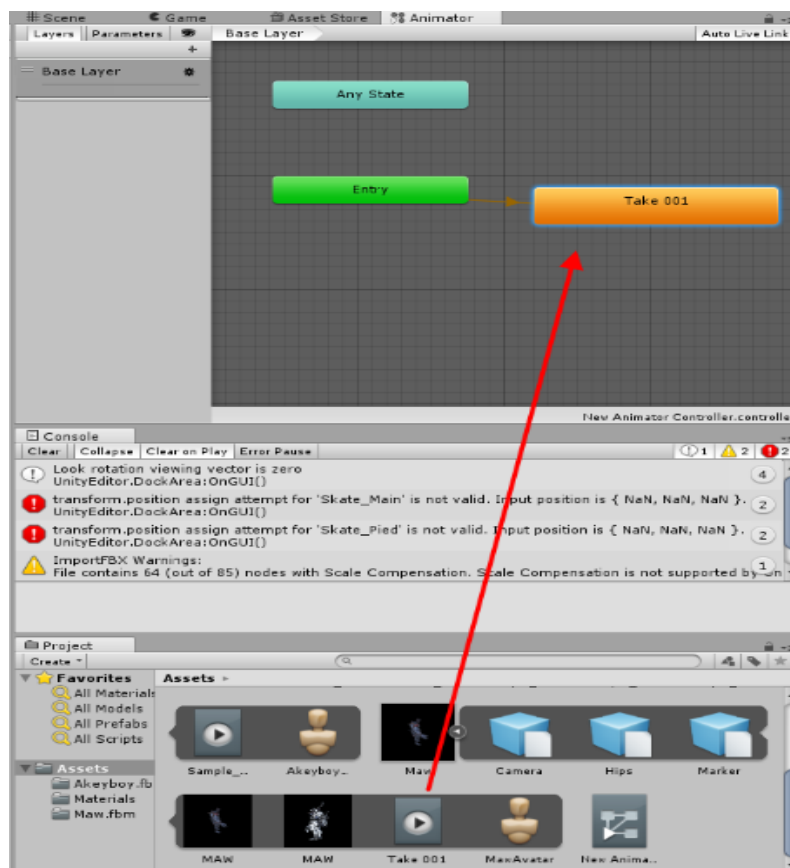 Scene Game Asset Store Animator
Layers Parameters Base Layer Auto Live Link
+
Base Layer
Any State
Entry
Take 001
New Animator Controller.controlle
Console
Clear Collapse Clear on Play Error Pause 1 2 2
Look rotation viewing vector is zero
UnityEditor.DockArea:OnGUI() 4
transform.position assign attempt for 'Skate_Main' is not valid. Input position is { NaN, NaN, NaN }.
UnityEditor.DockArea:OnGUI() 2
transform.position assign attempt for 'Skate_Pied' is not valid. Input position is { NaN, NaN, NaN }.
UnityEditor.DockArea:OnGUI() 2
ImportFBX Warnings: 1
File contains 64 (out of 85) nodes with Scale Compensation. Scale Compensation is not supported by
Project
Create
Favorites Assets
All Materials
All Models
All Prefabs
All Scripts
Sample_.. Akeyboy.. Maw Camera Hips Marker
Assets
Akeyboy.fb
Materials
Maw.fbm
MAW MAW Take 001 MaxAvatar New Anima..